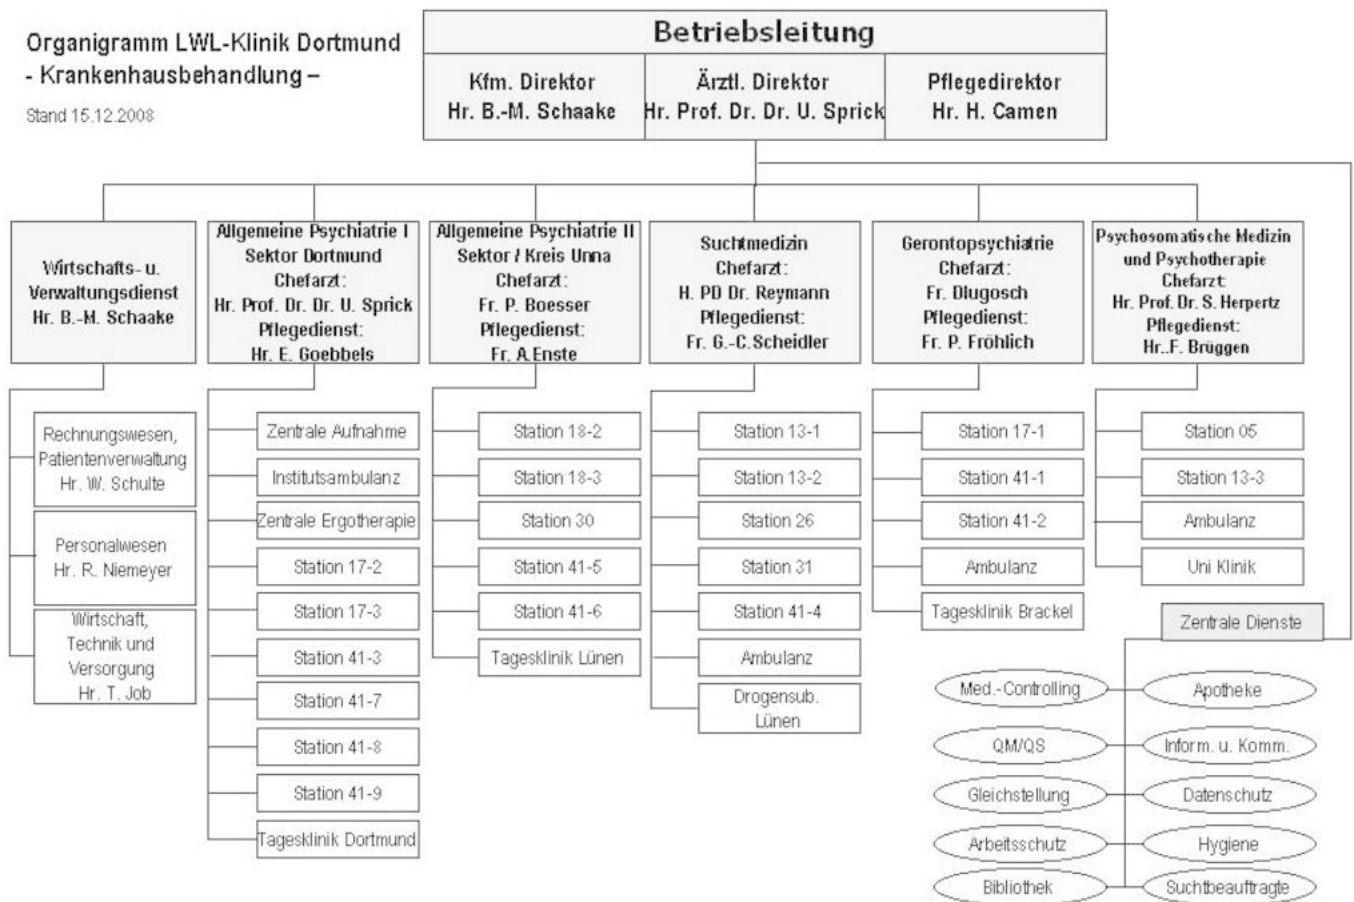 Organigramm LWL-Klinik Dortmund
- Krankenhausbehandlung –
Stand 15.12.2008
Betriebsleitung
Kfm. Direktor
Hr. B.-M. Schaake
Ärztl. Direktor
Hr. Prof. Dr. Dr. U. Sprick
Pflegedirektor
Hr. H. Camen
Wirtschafts- u.
Verwaltungsdienst
Hr. B.-M. Schaake
Rechnungswesen,
Patientenverwaltung
Hr. W. Schulte
Personalwesen
Hr. R. Niemeyer
Wirtschaft,
Technik und
Versorgung
Hr. T. Job
Allgemeine Psychiatrie I
Sektor Dortmund
Chefarzt:
Hr. Prof. Dr. Dr. U. Sprick
Pflegedienst:
Hr. E. Goebbels
Zentrale Aufnahme
Institutsambulanz
Zentrale Ergotherapie
Station 17-2
Station 17-3
Station 41-3
Station 41-7
Station 41-8
Station 41-9
Tagesklinik Dortmund
Allgemeine Psychiatrie II
Sektor / Kreis Unna
Chefarzt:
Fr. P. Boesser
Pflegedienst:
Fr. A.Enste
Station 18-2
Station 18-3
Station 30
Station 41-5
Station 41-6
Tagesklinik Lünen
Suchtmedizin
Chefarzt:
H. PD Dr. Reymann
Pflegedienst:
Fr. G.-C.Scheidler
Station 13-1
Station 13-2
Station 26
Station 31
Station 41-4
Ambulanz
Drogensub.
Lünen
Gerontopsychiatrie
Chefarzt:
Fr. Dlugosch
Pflegedienst:
Fr. P. Fröhlich
Station 17-1
Station 41-1
Station 41-2
Ambulanz
Tagesklinik Brackel
Psychosomatische Medizin
und Psychotherapie
Chefarzt:
Hr. Prof. Dr. S. Herpertz
Pflegedienst:
Hr..F. Brüggen
Station 05
Station 13-3
Ambulanz
Uni Klinik
Zentrale Dienste
Med.-Controlling
Apotheke
QM/QS
Inform. u. Komm.
Gleichstellung
Datenschutz
Arbeitsschutz
Hygiene
Bibliothek
Suchtbeauftragte